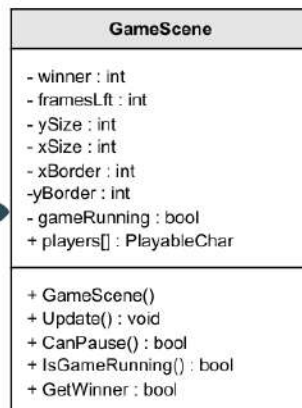 GameScene
- winner : int
- framesLft : int
- ySize : int
- xSize : int
- xBorder : int
-yBorder : int
- gameRunning : bool
+ players[] : PlayableChar
+ GameScene()
+ Update() : void
+ CanPause() : bool
+ IsGameRunning() : bool
+ GetWinner : bool